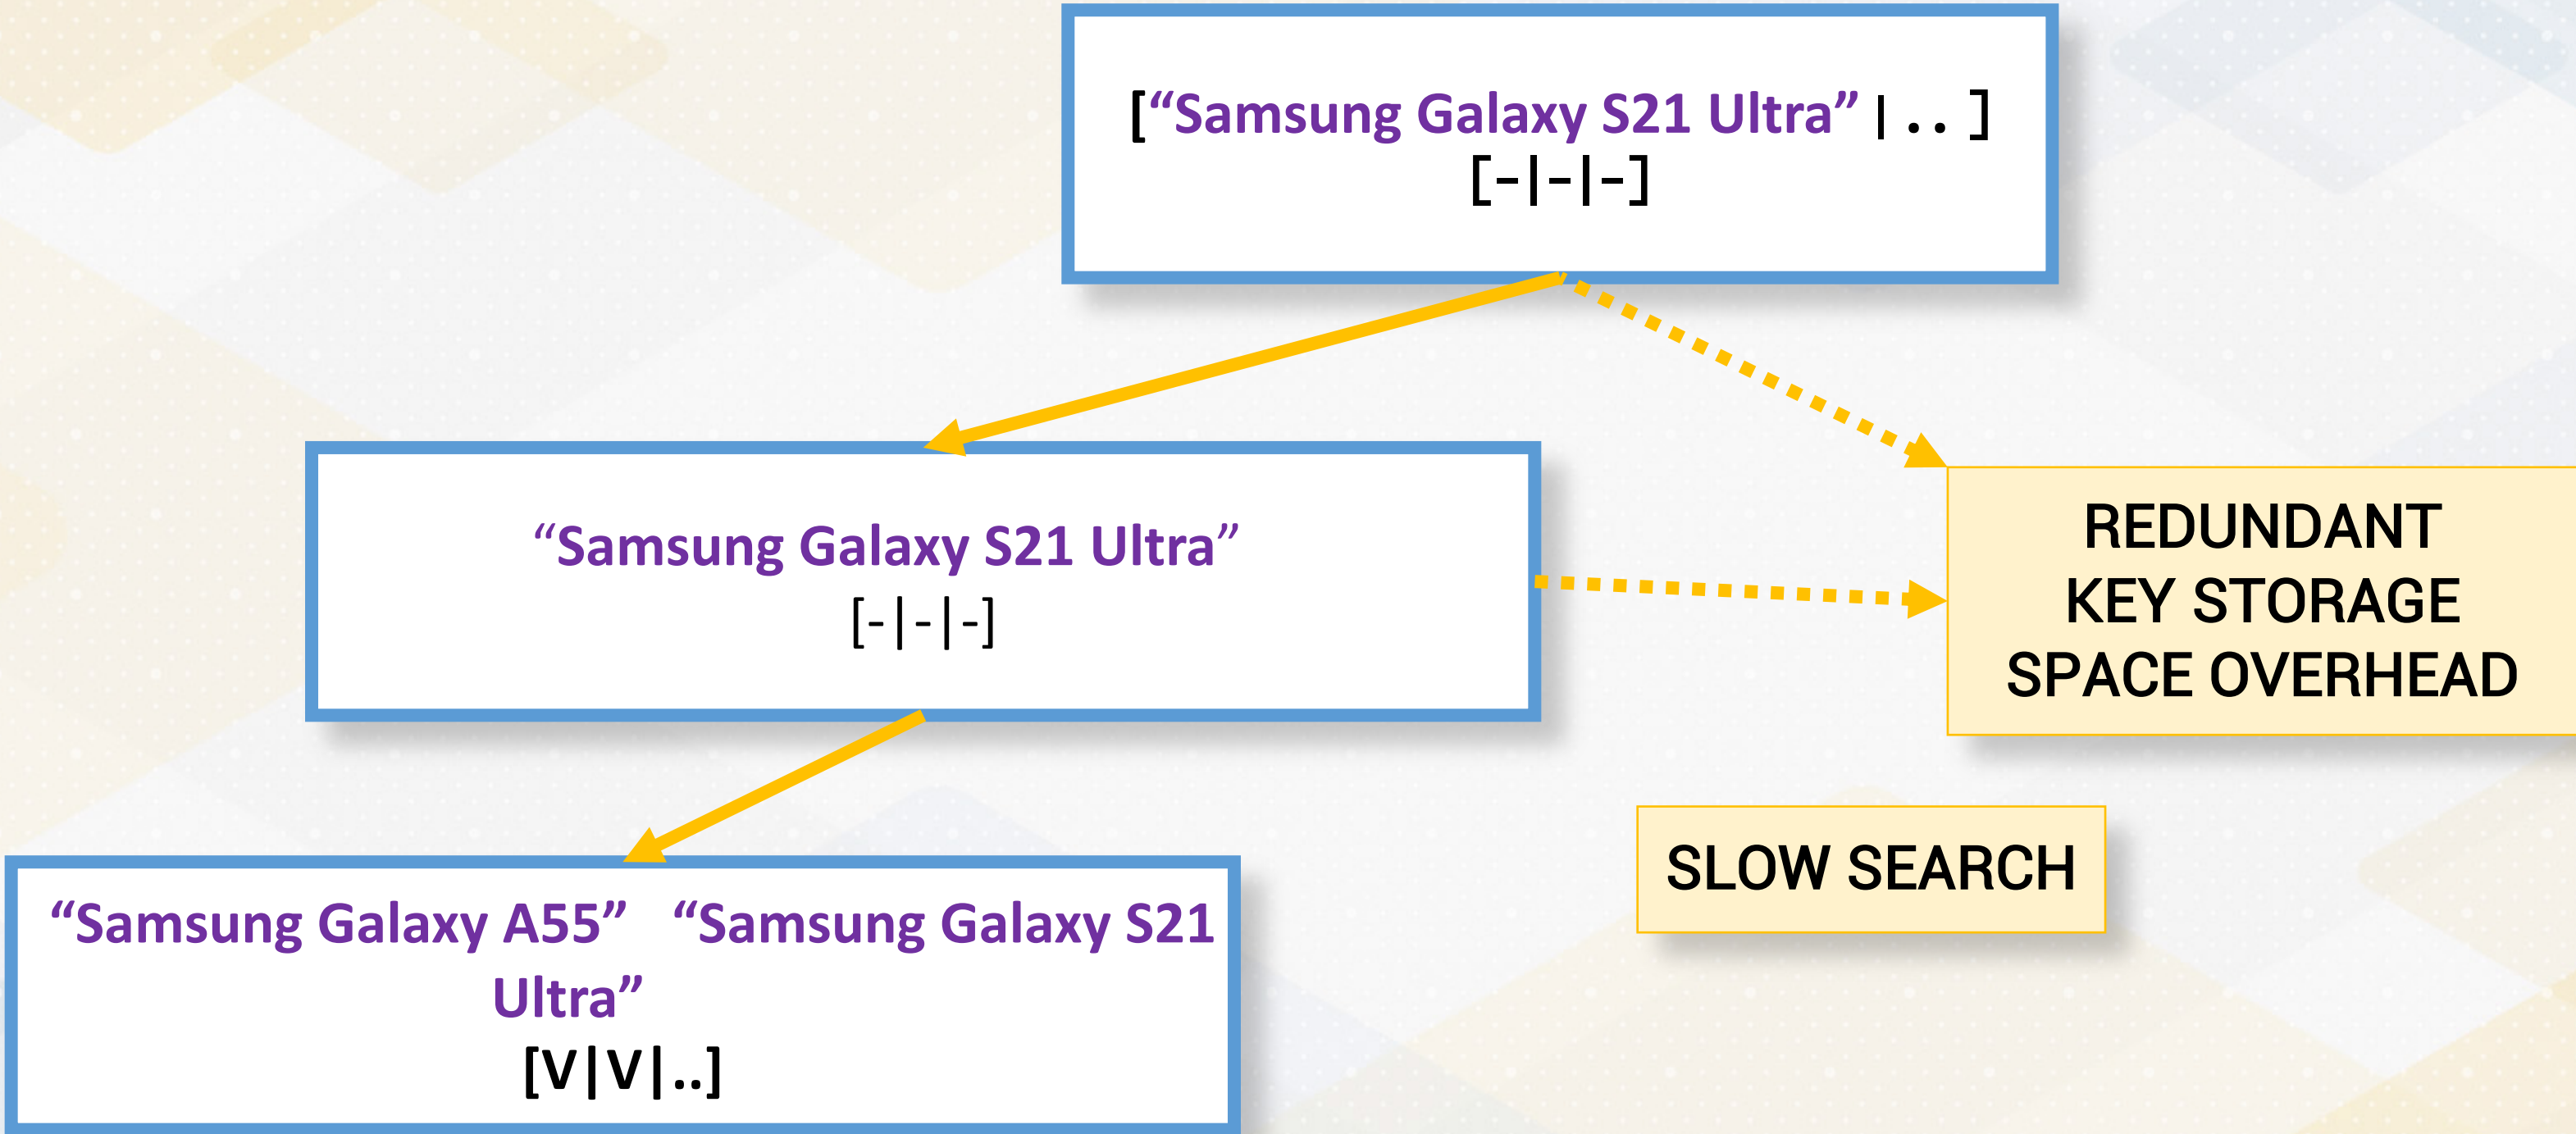 [“Samsung Galaxy S21 Ultra” | . . ]
[-|-|-]
“Samsung Galaxy S21 Ultra”
[-|-|-]
REDUNDANT
KEY STORAGE
SPACE OVERHEAD
SLOW SEARCH
“Samsung Galaxy A55” “Samsung Galaxy S21
Ultra”
[V|V|..]